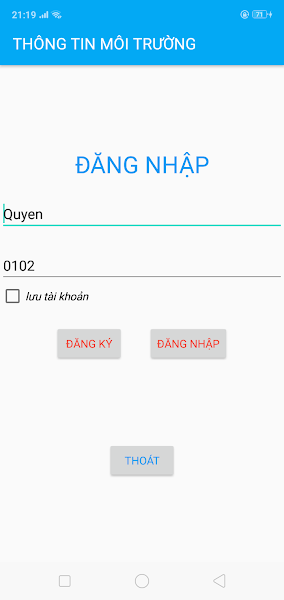 21:19
71
THÔNG TIN MÔI TRƯỜNG
ĐĂNG NHẬP
Quyen
0102
lưu tài khoản
ĐĂNG KÝ
ĐĂNG NHẬP
THOÁT